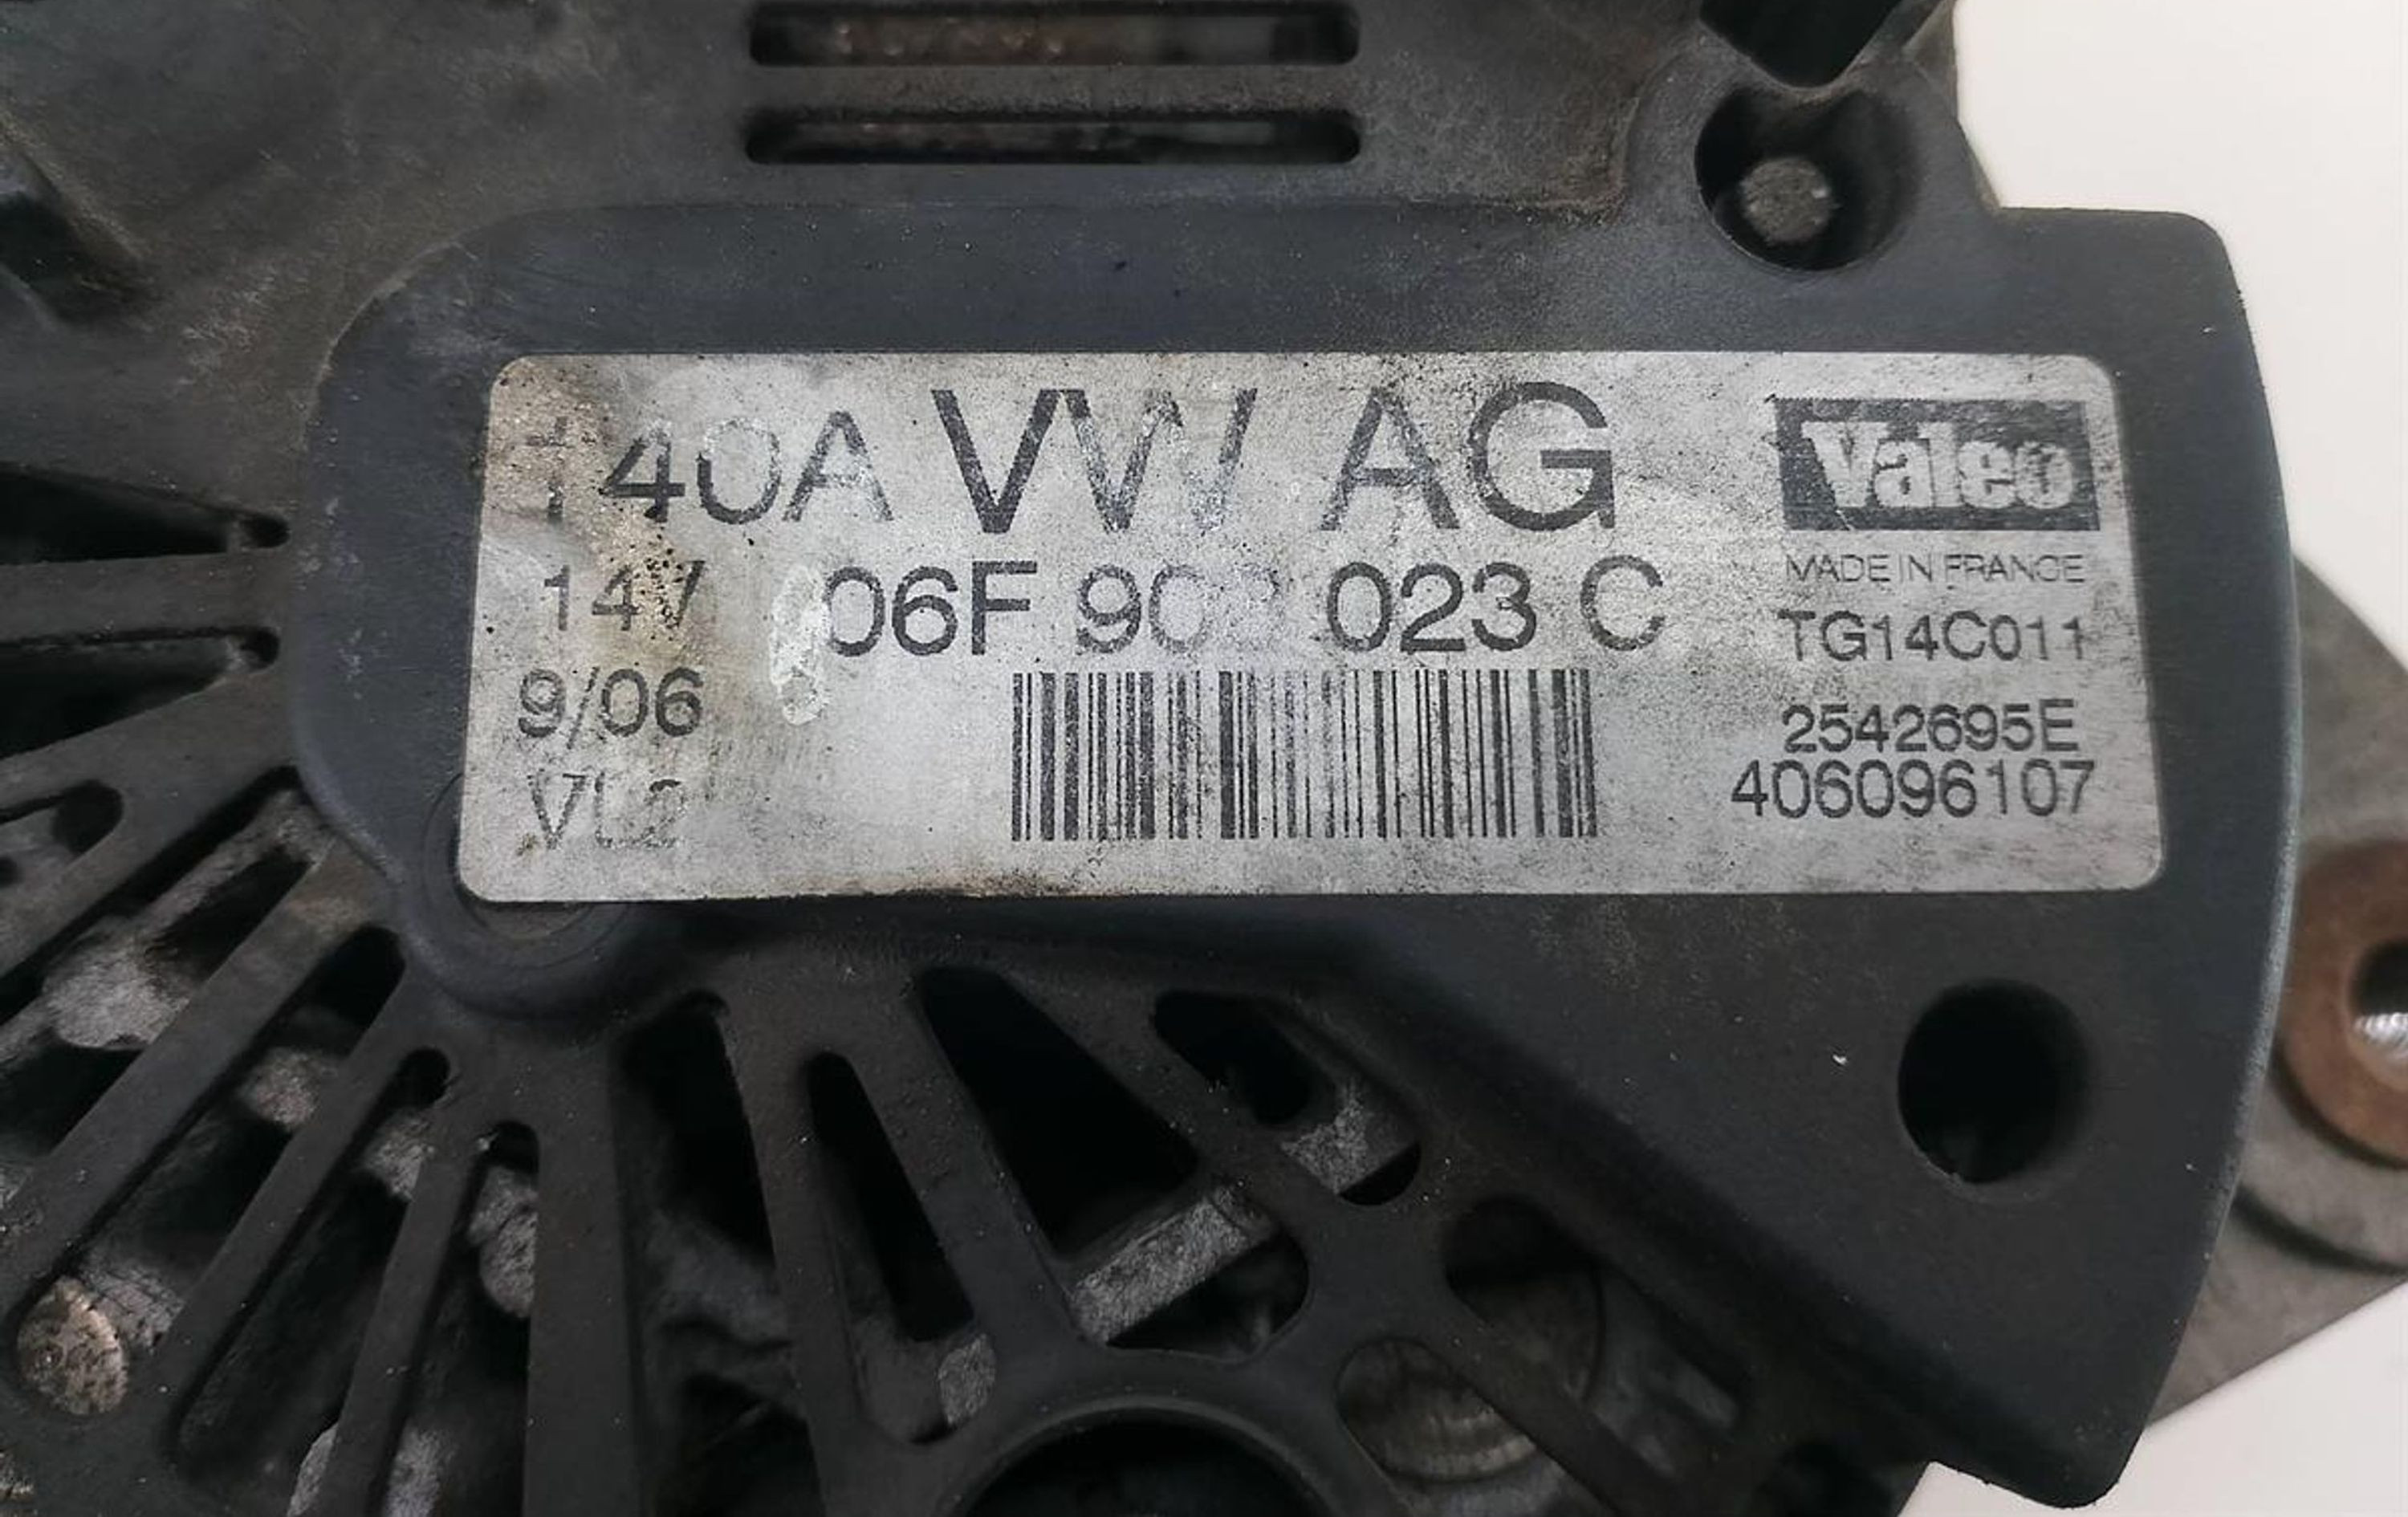 140A VW AG
Valeo
14V 06F 903 023 C
MADE IN FRANCE
TG14C011
9/06
2542695E
VL2
406096107